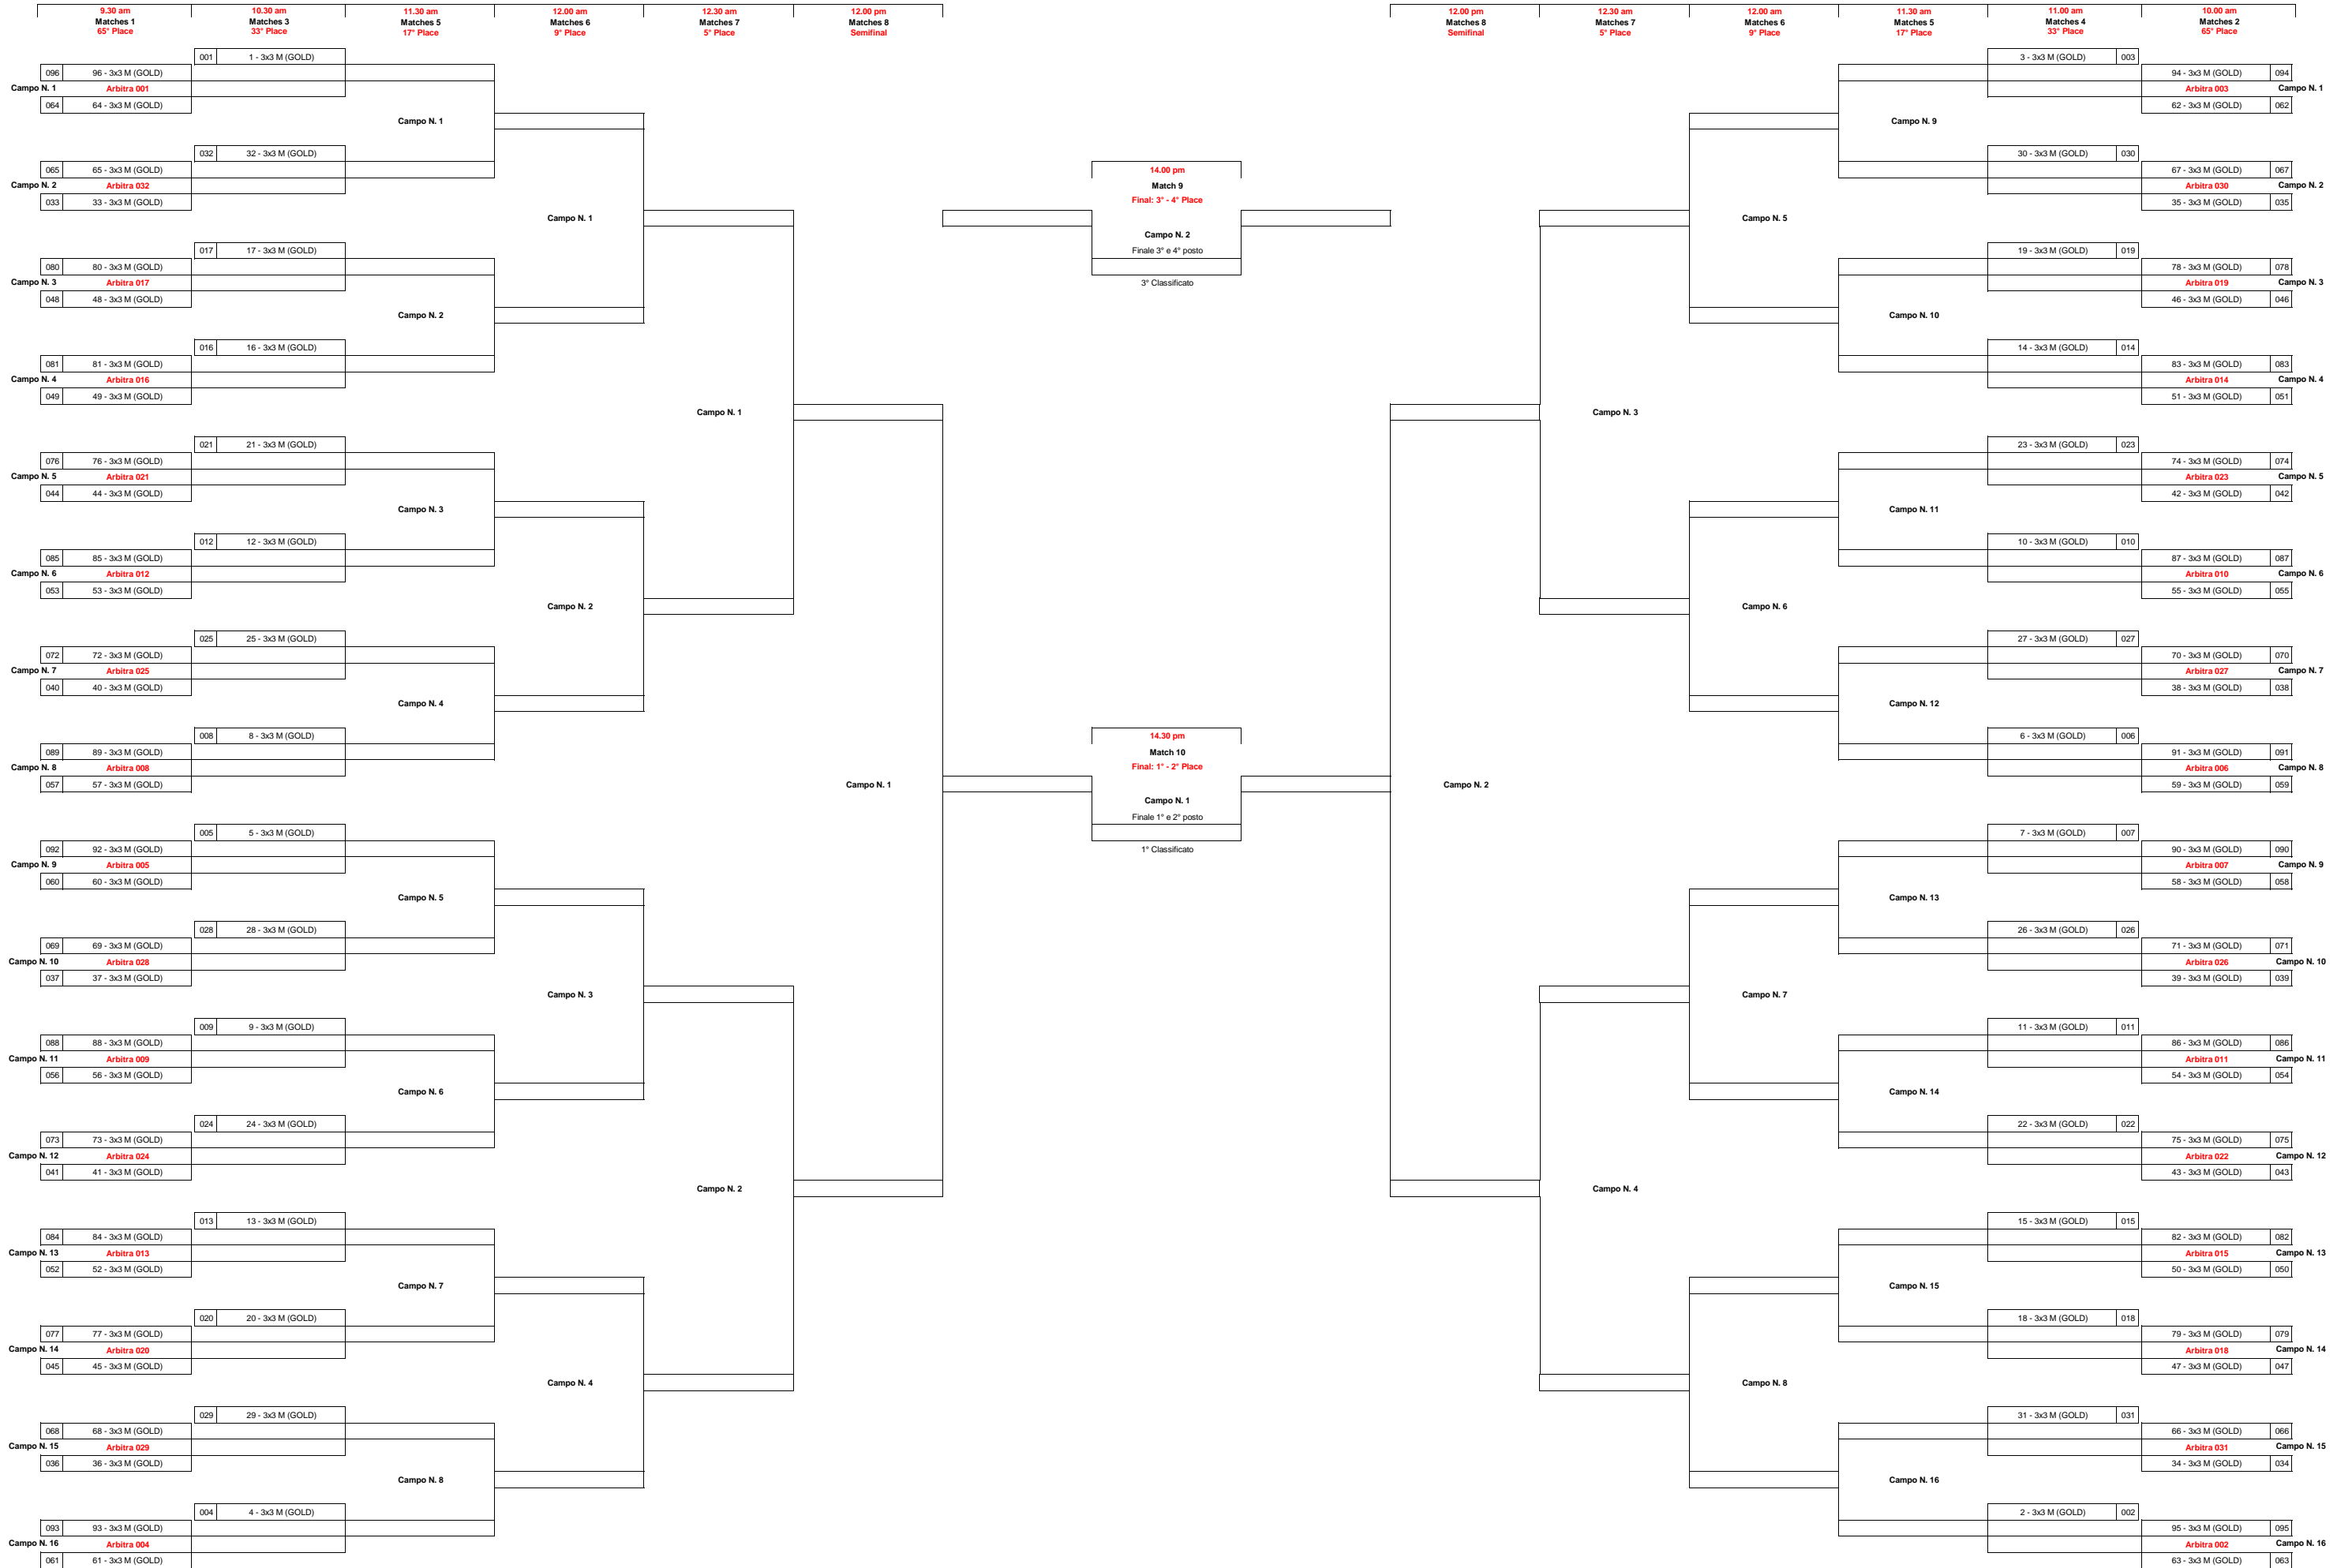 9.30 am 10.30 am 11.30 am 12.00 am 12.30 am 12.00 pm 12.00 pm 12.30 am 12.00 am 11.30 am 11.00 am 10.00 am
Matches 1 Matches 3 Matches 5 Matches 6 Matches 7 Matches 8 Matches 8 Matches 7 Matches 6 Matches 5 Matches 4 Matches 2
65° Place 33° Place 17° Place 9° Place 5° Place Semifinal Semifinal 5° Place 9° Place 17° Place 33° Place 65° Place
001 1 - 3x3 M (GOLD) 3 - 3x3 M (GOLD) 003
096 96 - 3x3 M (GOLD) 94 - 3x3 M (GOLD) 094
Campo N. 1 Arbitra 001 Arbitra 003 Campo N. 1
064 64 - 3x3 M (GOLD) 62 - 3x3 M (GOLD) 062
Campo N. 1 Campo N. 9
032 32 - 3x3 M (GOLD) 30 - 3x3 M (GOLD) 030
065 65 - 3x3 M (GOLD) 14.00 pm 67 - 3x3 M (GOLD) 067
Campo N. 2 Arbitra 032 Match 9 Arbitra 030 Campo N. 2
033 33 - 3x3 M (GOLD) Final: 3° - 4° Place 35 - 3x3 M (GOLD) 035
Campo N. 1 Campo N. 5
Campo N. 2
017 17 - 3x3 M (GOLD) Finale 3° e 4° posto 19 - 3x3 M (GOLD) 019
080 80 - 3x3 M (GOLD) 78 - 3x3 M (GOLD) 078
Campo N. 3 Arbitra 017 3° Classificato Arbitra 019 Campo N. 3
048 48 - 3x3 M (GOLD) 46 - 3x3 M (GOLD) 046
Campo N. 2 Campo N. 10
016 16 - 3x3 M (GOLD) 14 - 3x3 M (GOLD) 014
081 81 - 3x3 M (GOLD) 83 - 3x3 M (GOLD) 083
Campo N. 4 Arbitra 016 Arbitra 014 Campo N. 4
049 49 - 3x3 M (GOLD) 51 - 3x3 M (GOLD) 051
Campo N. 1 Campo N. 3
021 21 - 3x3 M (GOLD) 23 - 3x3 M (GOLD) 023
076 76 - 3x3 M (GOLD) 74 - 3x3 M (GOLD) 074
Campo N. 5 Arbitra 021 Arbitra 023 Campo N. 5
044 44 - 3x3 M (GOLD) 42 - 3x3 M (GOLD) 042
Campo N. 3 Campo N. 11
012 12 - 3x3 M (GOLD) 10 - 3x3 M (GOLD) 010
085 85 - 3x3 M (GOLD) 87 - 3x3 M (GOLD) 087
Campo N. 6 Arbitra 012 Arbitra 010 Campo N. 6
053 53 - 3x3 M (GOLD) 55 - 3x3 M (GOLD) 055
Campo N. 2 Campo N. 6
025 25 - 3x3 M (GOLD) 27 - 3x3 M (GOLD) 027
072 72 - 3x3 M (GOLD) 70 - 3x3 M (GOLD) 070
Campo N. 7 Arbitra 025 Arbitra 027 Campo N. 7
040 40 - 3x3 M (GOLD) 38 - 3x3 M (GOLD) 038
Campo N. 4 Campo N. 12
008 8 - 3x3 M (GOLD) 14.30 pm 6 - 3x3 M (GOLD) 006
089 89 - 3x3 M (GOLD) Match 10 91 - 3x3 M (GOLD) 091
Campo N. 8 Arbitra 008 Final: 1° - 2° Place Arbitra 006 Campo N. 8
057 57 - 3x3 M (GOLD) Campo N. 1 Campo N. 2 59 - 3x3 M (GOLD) 059
Campo N. 1
Finale 1° e 2° posto
005 5 - 3x3 M (GOLD) 7 - 3x3 M (GOLD) 007
092 92 - 3x3 M (GOLD) 1° Classificato 90 - 3x3 M (GOLD) 090
Campo N. 9 Arbitra 005 Arbitra 007 Campo N. 9
060 60 - 3x3 M (GOLD) 58 - 3x3 M (GOLD) 058
Campo N. 5 Campo N. 13
028 28 - 3x3 M (GOLD) 26 - 3x3 M (GOLD) 026
069 69 - 3x3 M (GOLD) 71 - 3x3 M (GOLD) 071
Campo N. 10 Arbitra 028 Arbitra 026 Campo N. 10
037 37 - 3x3 M (GOLD) 39 - 3x3 M (GOLD) 039
Campo N. 3 Campo N. 7
009 9 - 3x3 M (GOLD) 11 - 3x3 M (GOLD) 011
088 88 - 3x3 M (GOLD) 86 - 3x3 M (GOLD) 086
Campo N. 11 Arbitra 009 Arbitra 011 Campo N. 11
056 56 - 3x3 M (GOLD) 54 - 3x3 M (GOLD) 054
Campo N. 6 Campo N. 14
024 24 - 3x3 M (GOLD) 22 - 3x3 M (GOLD) 022
073 73 - 3x3 M (GOLD) 75 - 3x3 M (GOLD) 075
Campo N. 12 Arbitra 024 Arbitra 022 Campo N. 12
041 41 - 3x3 M (GOLD) 43 - 3x3 M (GOLD) 043
Campo N. 2 Campo N. 4
013 13 - 3x3 M (GOLD) 15 - 3x3 M (GOLD) 015
084 84 - 3x3 M (GOLD) 82 - 3x3 M (GOLD) 082
Campo N. 13 Arbitra 013 Arbitra 015 Campo N. 13
052 52 - 3x3 M (GOLD) 50 - 3x3 M (GOLD) 050
Campo N. 7 Campo N. 15
020 20 - 3x3 M (GOLD) 18 - 3x3 M (GOLD) 018
077 77 - 3x3 M (GOLD) 79 - 3x3 M (GOLD) 079
Campo N. 14 Arbitra 020 Arbitra 018 Campo N. 14
045 45 - 3x3 M (GOLD) 47 - 3x3 M (GOLD) 047
Campo N. 4 Campo N. 8
029 29 - 3x3 M (GOLD) 31 - 3x3 M (GOLD) 031
068 68 - 3x3 M (GOLD) 66 - 3x3 M (GOLD) 066
Campo N. 15 Arbitra 029 Arbitra 031 Campo N. 15
036 36 - 3x3 M (GOLD) 34 - 3x3 M (GOLD) 034
Campo N. 8 Campo N. 16
004 4 - 3x3 M (GOLD) 2 - 3x3 M (GOLD) 002
093 93 - 3x3 M (GOLD) 95 - 3x3 M (GOLD) 095
Campo N. 16 Arbitra 004 Arbitra 002 Campo N. 16
061 61 - 3x3 M (GOLD) 63 - 3x3 M (GOLD) 063